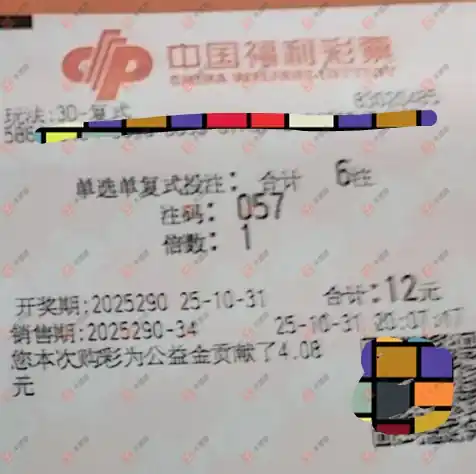 中国福利彩票
CHINA WELFARE LOTTERY
玩法:3D-复式 83020485
单选单复式投注: 合计 6注
注码: 057
倍数: 1
开奖期:2025290 25-10-31 合计:12元
销售期:2025290-34 25-10-31 20:07:47
您本次购彩为公益金贡献了4.08
元